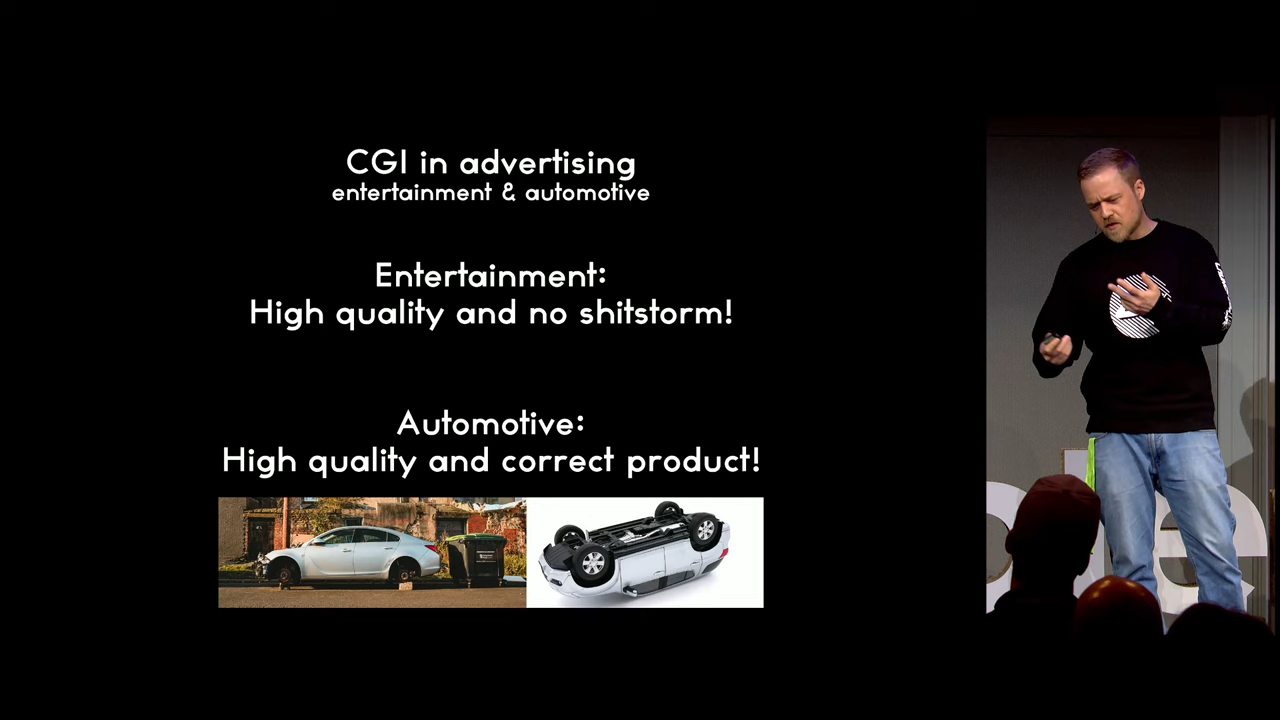 CGI in advertising
entertainment & automotive
Entertainment:
High quality and no shitstorm!
Automotive:
High quality and correct product!